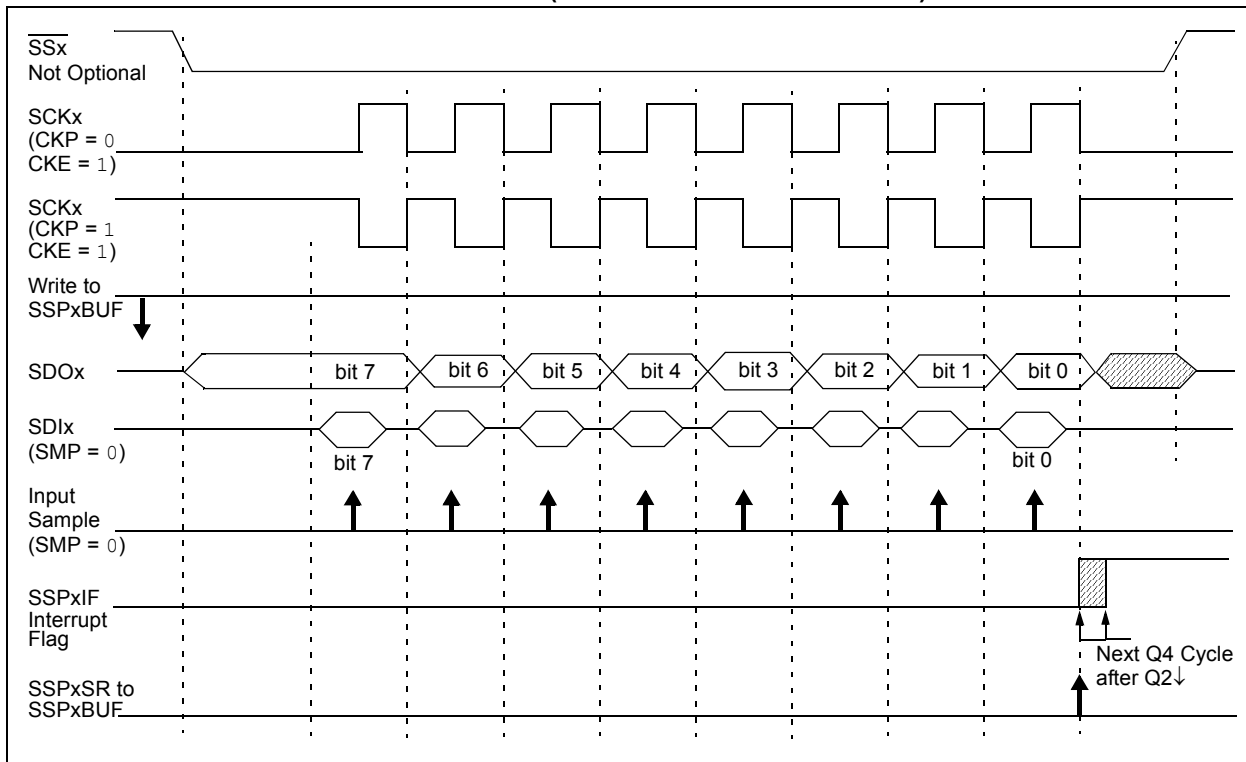 SSx
Not Optional
SCKx
(CKP = 0
CKE = 1)
SCKx
(CKP = 1
CKE = 1)
Write to
SSPxBUF
SDOx
bit 7 bit 6 bit 5 bit 4 bit 3 bit 2 bit 1 bit 0
SDIx
(SMP = 0)
bit 7 bit 0
Input
Sample
(SMP = 0)
SSPxIF
Interrupt
Flag
Next Q4 Cycle
after Q2↓
SSPxSR to
SSPxBUF